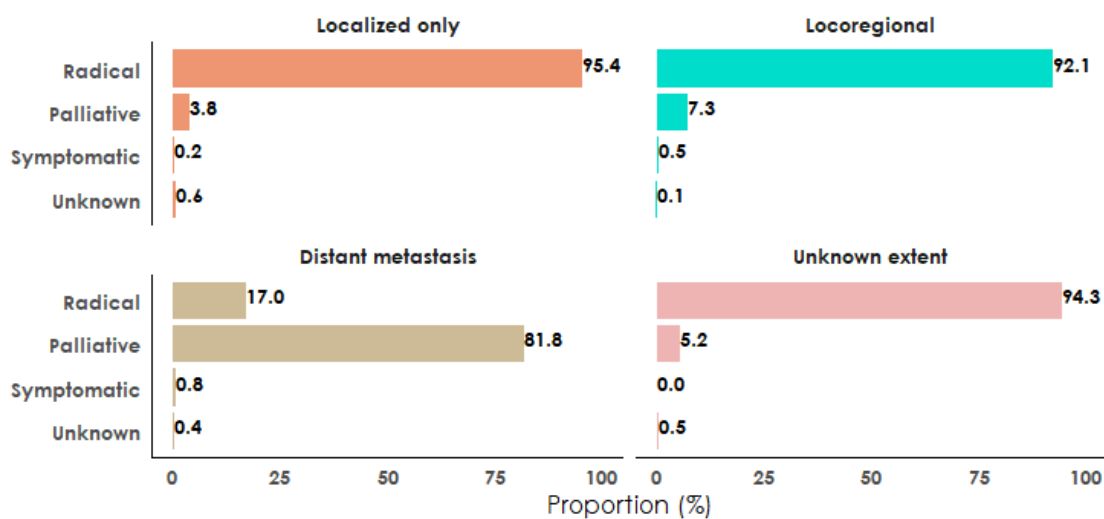 Localized only
Locoregional
Radical 95.4 92.1
Palliative 3.8 7.3
Symptomatic 0.2 0.5
Unknown 0.6 0.1
Distant metastasis
Unknown extent
Radical 17.0 94.3
Palliative 81.8 5.2
Symptomatic 0.8 0.0
Unknown 0.4 0.5
0 25 50 75 100 0 25 50 75 100
Proportion (%)